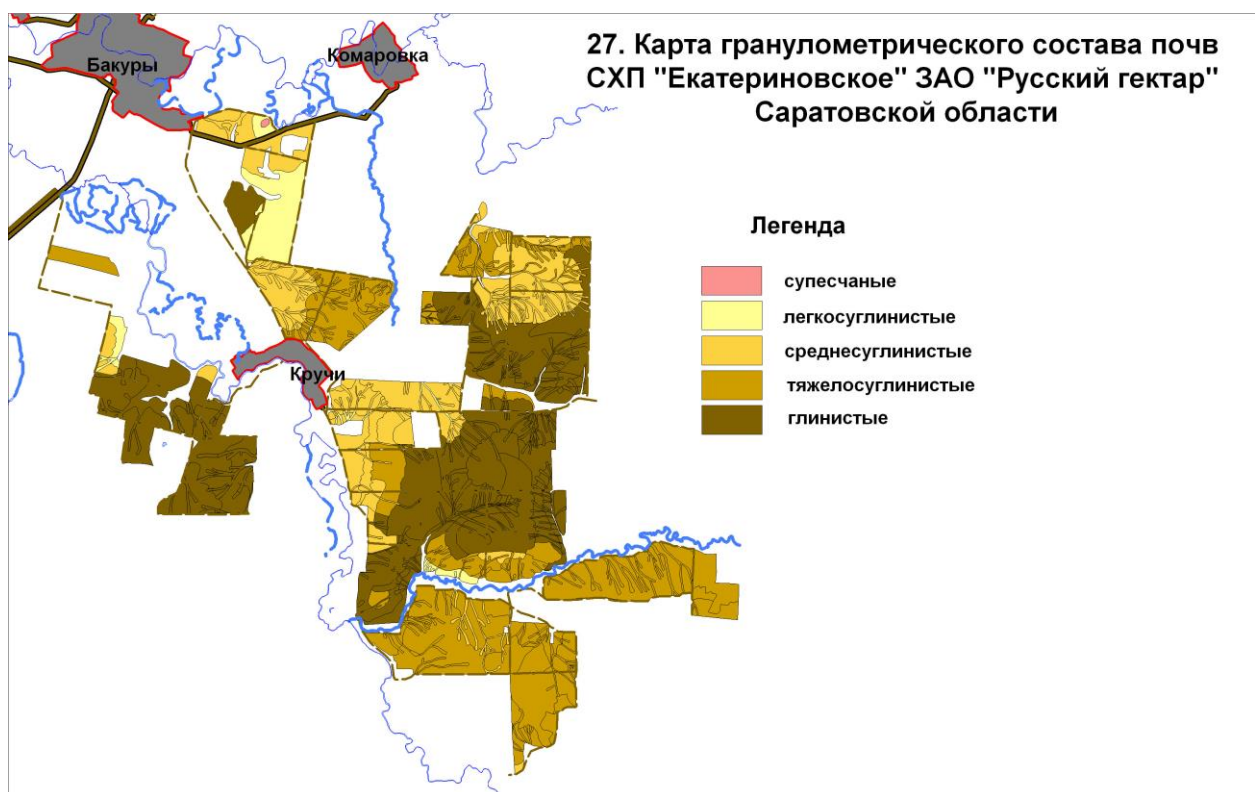 27. Карта гранулометрического состава почв
СХП "Екатериновское" ЗАО "Русский гектар"
Саратовской области
Бакуры
Комаровка
Кручи
Легенда
супесчаные
легкосуглинистые
среднесуглинистые
тяжелосуглинистые
глинистые